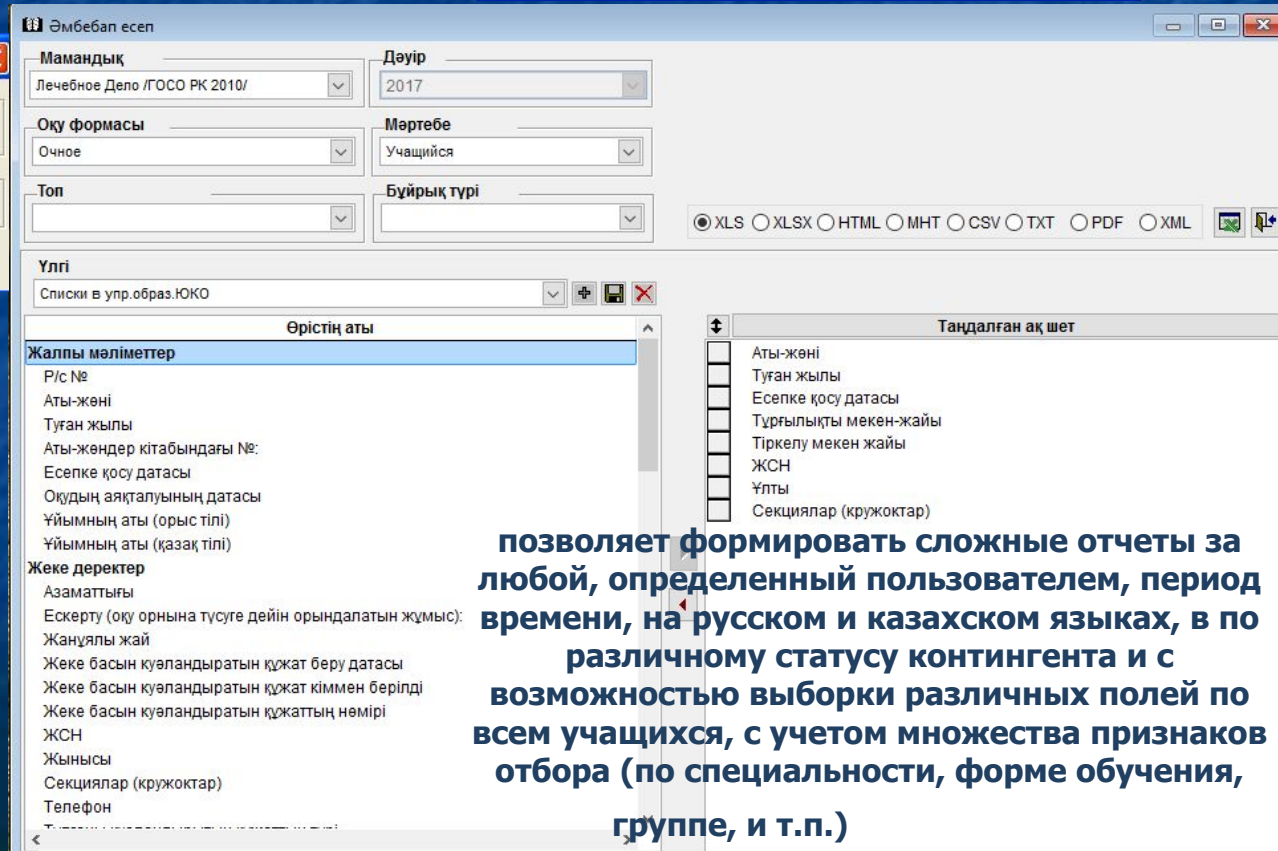 Әмбебап есеп
Мамандық
Дәуір
Лечебное Дело /ГОСО РК 2010/
2017
Оқу формасы
Мәртебе
Очное
Учащийся
Топ
Бұйрық түрі
XLS XLSX HTML MHT CSV TXT PDF XML
Үлгі
Списки в упр.образ.ЮКО
Өрістің аты
Жалпы мәліметтер
Р/с №
Аты-жөні
Туған жылы
Аты-жөндер кітабындағы №:
Есепке қосу датасы
Оқудың аяқталуының датасы
Ұйымның аты (орыс тілі)
Ұйымның аты (қазақ тілі)
Жеке деректер
Азаматтығы
Ескерту (оқу орнына түсуге дейін орындалатын жұмыс):
Жанұялы жай
Жеке басын куәландыратын құжат беру датасы
Жеке басын куәландыратын құжат кіммен берілді
Жеке басын куәландыратын құжаттың нөмірі
ЖСН
Жынысы
Секциялар (кружоктар)
Телефон
Таңдалған ақ шет
Аты-жөні
Туған жылы
Есепке қосу датасы
Тұрғылықты мекен-жайы
Тіркелу мекен жайы
ЖСН
Ұлты
Секциялар (кружоктар)
позволяет формировать сложные отчеты за
любой, определенный пользователем, период
времени, на русском и казахском языках, в по
различному статусу контингента и с
возможностью выборки различных полей по
всем учащихся, с учетом множества признаков
отбора (по специальности, форме обучения,
группе, и т.п.)